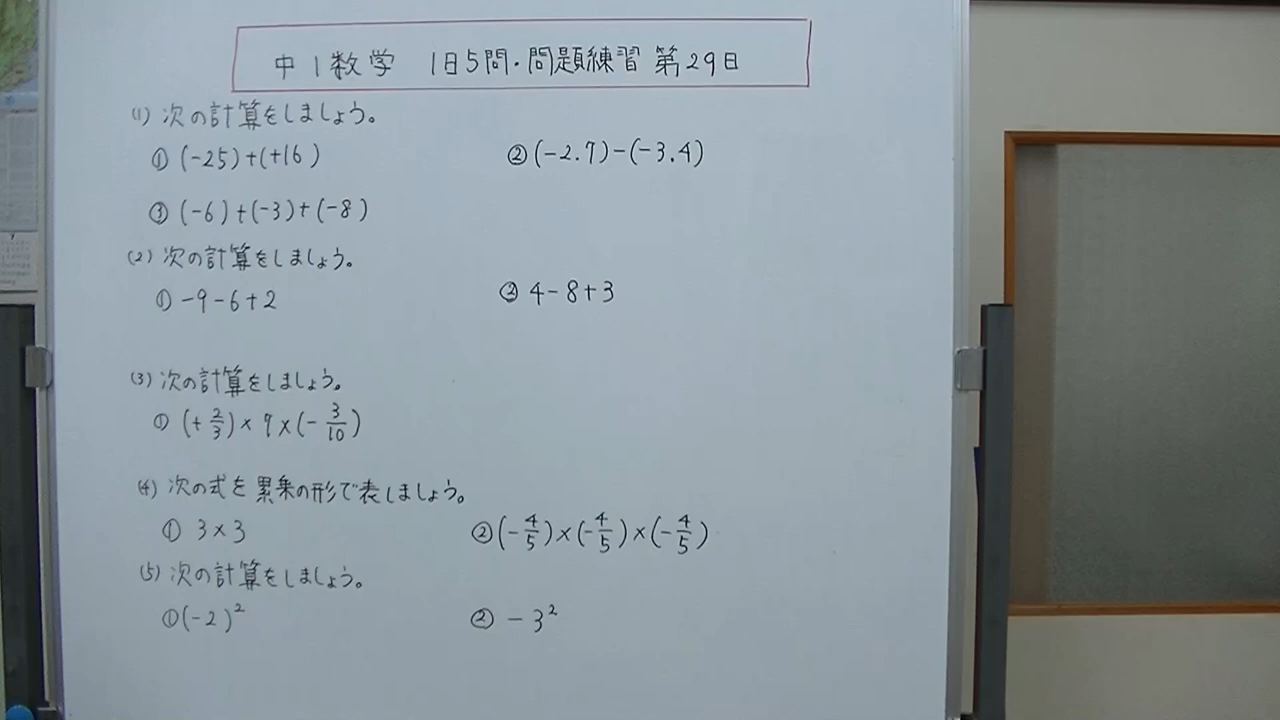 中1数学 1日5問・問題練習 第29日
(1) 次の計算をしましょう。
① (-25)+(+16) ② (-2.7)-(-3.4)
③ (-6)+(-3)+(-8)
(2) 次の計算をしましょう。
① -9-6+2 ② 4-8+3
(3) 次の計算をしましょう。
① (+2/3)×9×(-3/10)
(4) 次の式を累乗の形で表しましょう。
① 3×3 ② (-4/5)×(-4/5)×(-4/5)
(5) 次の計算をしましょう。
① (-2)² ② -3²